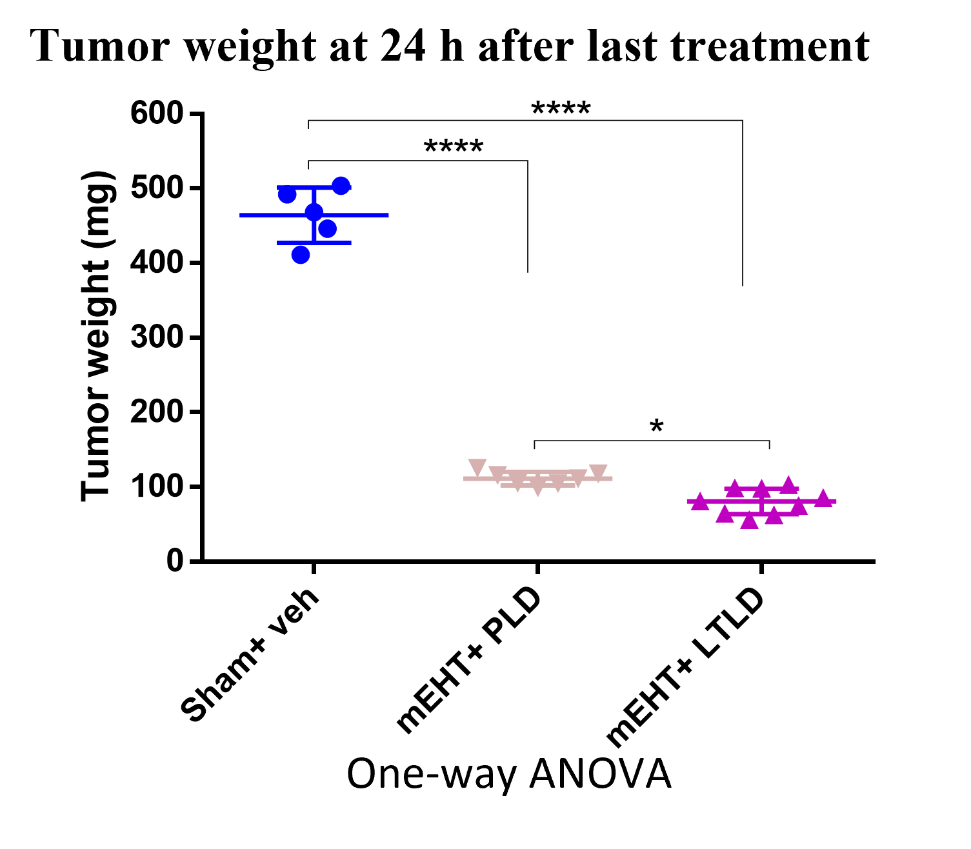 Tumor weight at 24 h after last treatment
600
500
400
300
200
100
0
Tumor weight (mg)
****
****
*
Sham+ veh
mEHT+ PLD
mEHT+ LTLD
One-way ANOVA